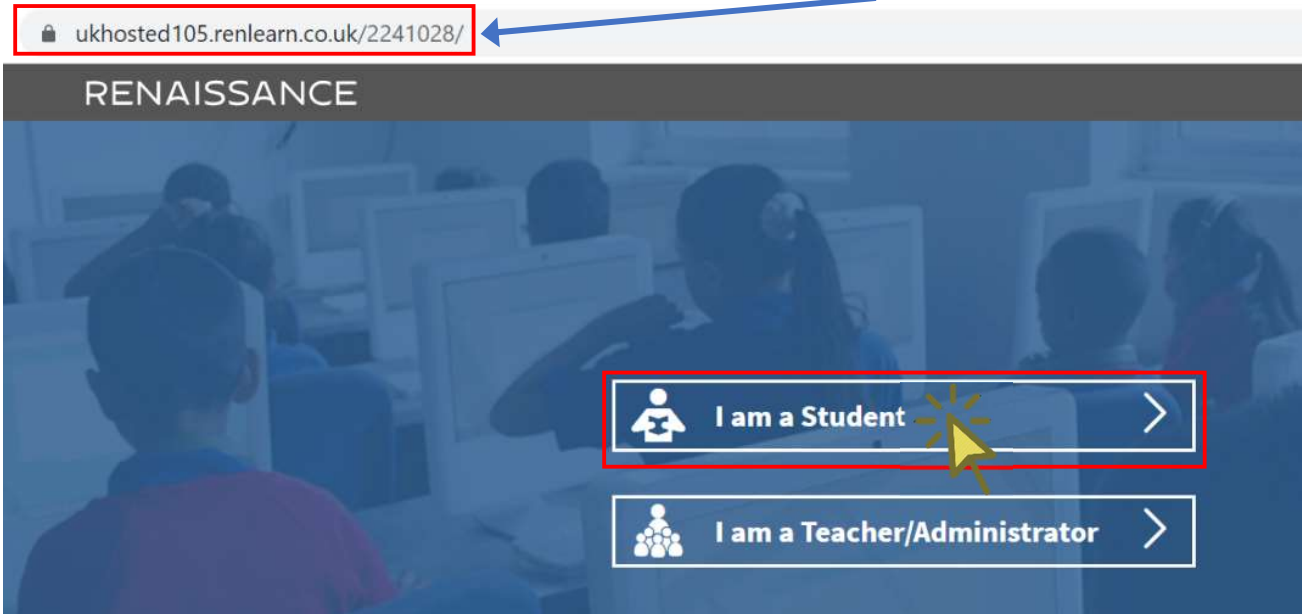 ukhosted105.renlearn.co.uk/2241028/
RENAISSANCE
I am a Student
I am a Teacher/Administrator